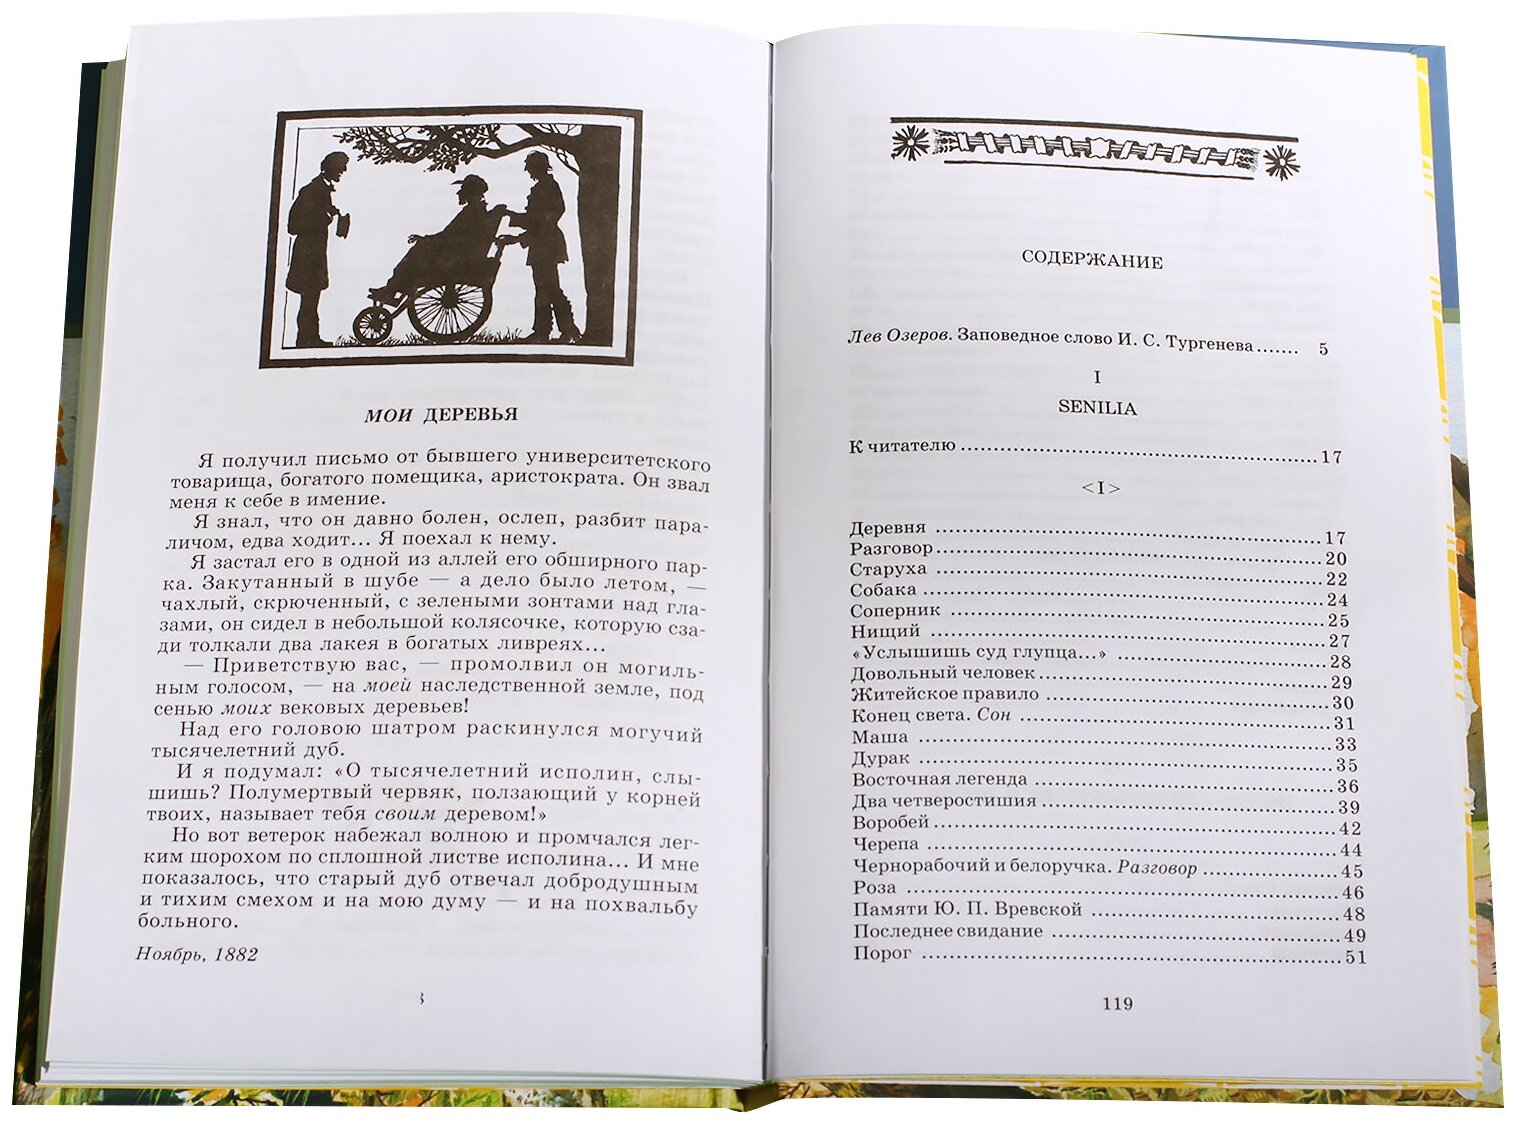 МОИ ДЕРЕВЬЯ
Я получил письмо от бывшего университетского
товарища, богатого помещика, аристократа. Он звал
меня к себе в имение.
Я знал, что он давно болен, ослеп, разбит пара-
личом, едва ходит... Я поехал к нему.
Я застал его в одной из аллей его обширного пар-
ка. Закутанный в шубе — а дело было летом, —
чахлый, скрюченный, с зелеными зонтами над гла-
зами, он сидел в небольшой колясочке, которую сза-
ди толкали два лакея в богатых ливреях...
— Приветствую вас, — промолвил он могиль-
ным голосом, — на моей наследственной земле, под
сенью моих вековых деревьев!
Над его головою шатром раскинулся могучий
тысячелетний дуб.
И я подумал: «О тысячелетний исполин, слы-
шишь? Полумертвый червяк, ползающий у корней
твоих, называет тебя своим деревом!»
Но вот ветерок набежал волною и промчался лег-
ким шорохом по сплошной листве исполина... И мне
показалось, что старый дуб отвечал добродушным
и тихим смехом и на мою думу — и на похвальбу
больного.
Ноябрь, 1882
СОДЕРЖАНИЕ
Лев Озеров. Заповедное слово И. С. Тургенева....... 5
I
SENILIA
К читателю ........ 17
<I>
Деревня ........ 17
Разговор ........ 20
Старуха ........ 22
Собака ........ 24
Соперник ........ 25
Нищий ........ 27
«Услышишь суд глупца...» ........ 28
Довольный человек ........ 29
Житейское правило ........ 30
Конец света. Сон ........ 31
Маша ........ 33
Дурак ........ 35
Восточная легенда ........ 36
Два четверостишия ........ 39
Воробей ........ 42
Черепа ........ 44
Чернорабочий и белоручка. Разговор ........ 45
Роза ........ 46
Памяти Ю. П. Вревской ........ 48
Последнее свидание ........ 49
Порог ........ 51
119